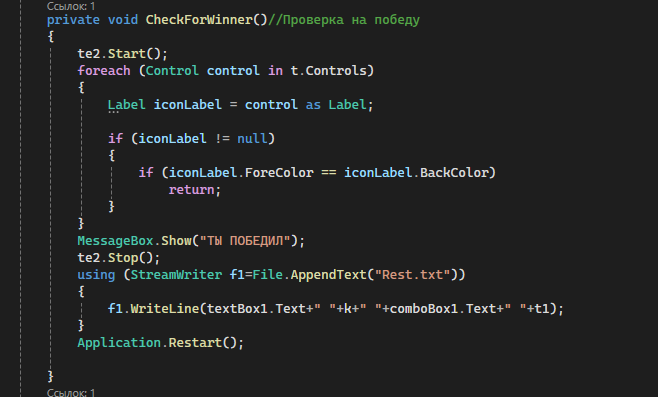 Ссылок: 1
private void CheckForWinner()//Проверка на победу
{
te2.Start();
foreach (Control control in t.Controls)
{
Label iconLabel = control as Label;
if (iconLabel != null)
{
if (iconLabel.ForeColor == iconLabel.BackColor)
return;
}
}
MessageBox.Show("ТЫ ПОБЕДИЛ");
te2.Stop();
using (StreamWriter f1=File.AppendText("Rest.txt"))
{
f1.WriteLine(textBox1.Text+" "+k+" "+comboBox1.Text+" "+t1);
}
Application.Restart();
}
Ссылок: 1